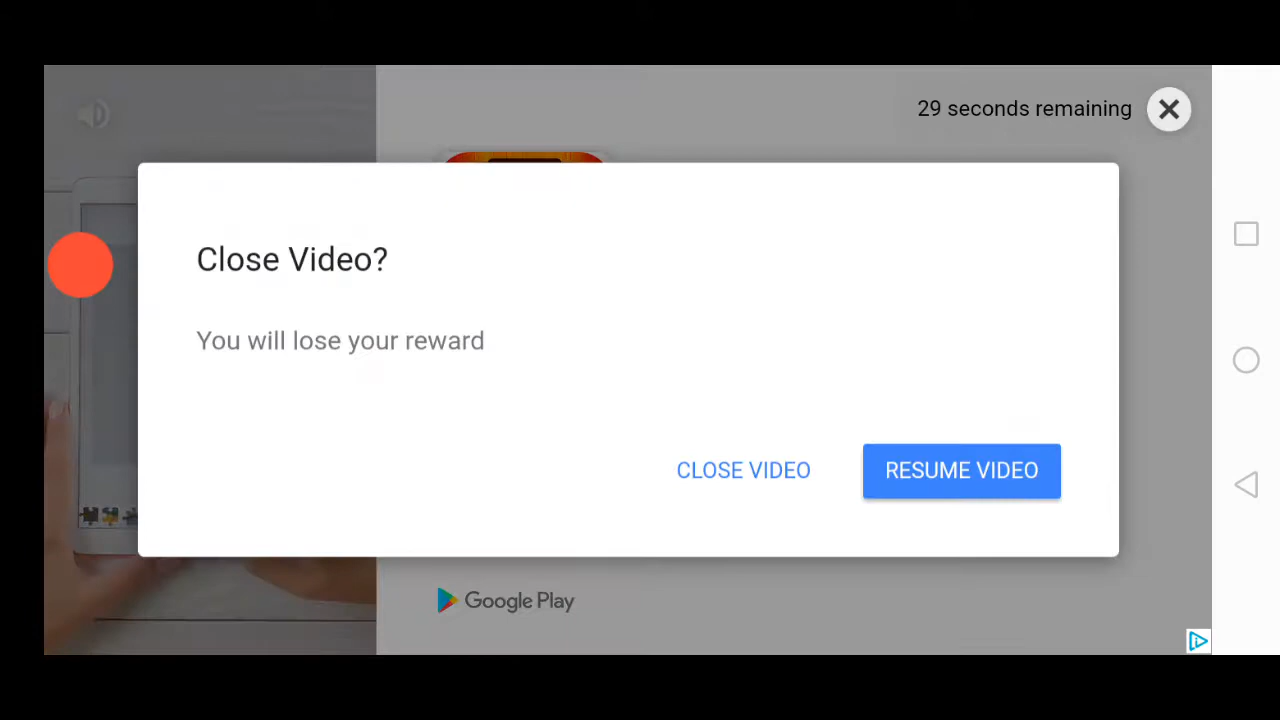 29 seconds remaining
Close Video?
You will lose your reward
CLOSE VIDEO
RESUME VIDEO
Google Play